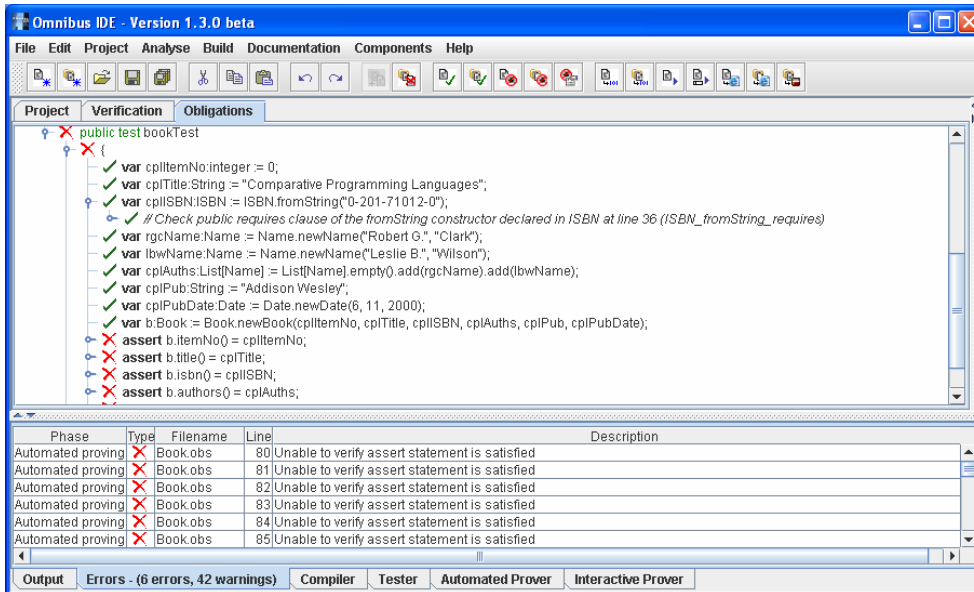 Omnibus IDE - Version 1.3.0 beta
File Edit Project Analyse Build Documentation Components Help
Project Verification Obligations
public test bookTest
{
var cplItemNo:integer := 0;
var cplTitle:String := "Comparative Programming Languages";
var cplISBN:ISBN := ISBN.fromString("0-201-71012-0");
// Check public requires clause of the fromString constructor declared in ISBN at line 36 (ISBN_fromString_requires)
var rgcName:Name := Name.newName("Robert G.", "Clark");
var lbwName:Name := Name.newName("Leslie B.", "Wilson");
var cplAuths:List[Name] := List[Name].empty().add(rgcName).add(lbwName);
var cplPub:String := "Addison Wesley";
var cplPubDate:Date := Date.newDate(6, 11, 2000);
var b:Book := Book.newBook(cplItemNo, cplTitle, cplISBN, cplAuths, cplPub, cplPubDate);
assert b.itemNo() = cplItemNo;
assert b.title() = cplTitle;
assert b.isbn() = cplISBN;
assert b.authors() = cplAuths;
Phase Type Filename Line Description
Automated proving Book.obs 80 Unable to verify assert statement is satisfied
Automated proving Book.obs 81 Unable to verify assert statement is satisfied
Automated proving Book.obs 82 Unable to verify assert statement is satisfied
Automated proving Book.obs 83 Unable to verify assert statement is satisfied
Automated proving Book.obs 84 Unable to verify assert statement is satisfied
Automated proving Book.obs 85 Unable to verify assert statement is satisfied
Output Errors - (6 errors, 42 warnings) Compiler Tester Automated Prover Interactive Prover